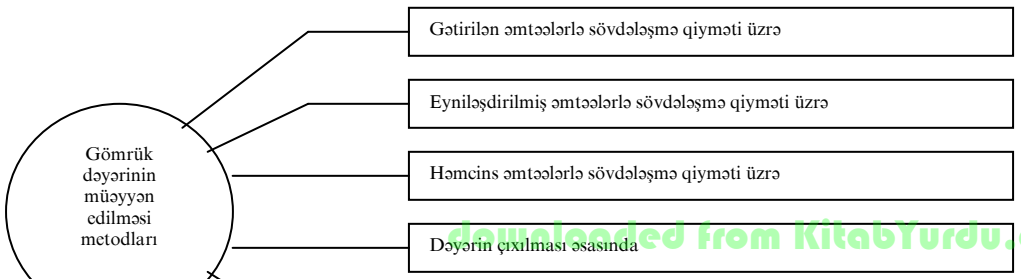 Gətirilən əmtəələrlə sövdələşmə qiyməti üzrə
Eyniləşdirilmiş əmtəələrlə sövdələşmə qiyməti üzrə
Gömrük
dəyərinin
müəyyən
edilməsi
metodları
Həmcins əmtəələrlə sövdələşmə qiyməti üzrə
Dəyərin çıxılması əsasında
downloaded from KitabYurdu.